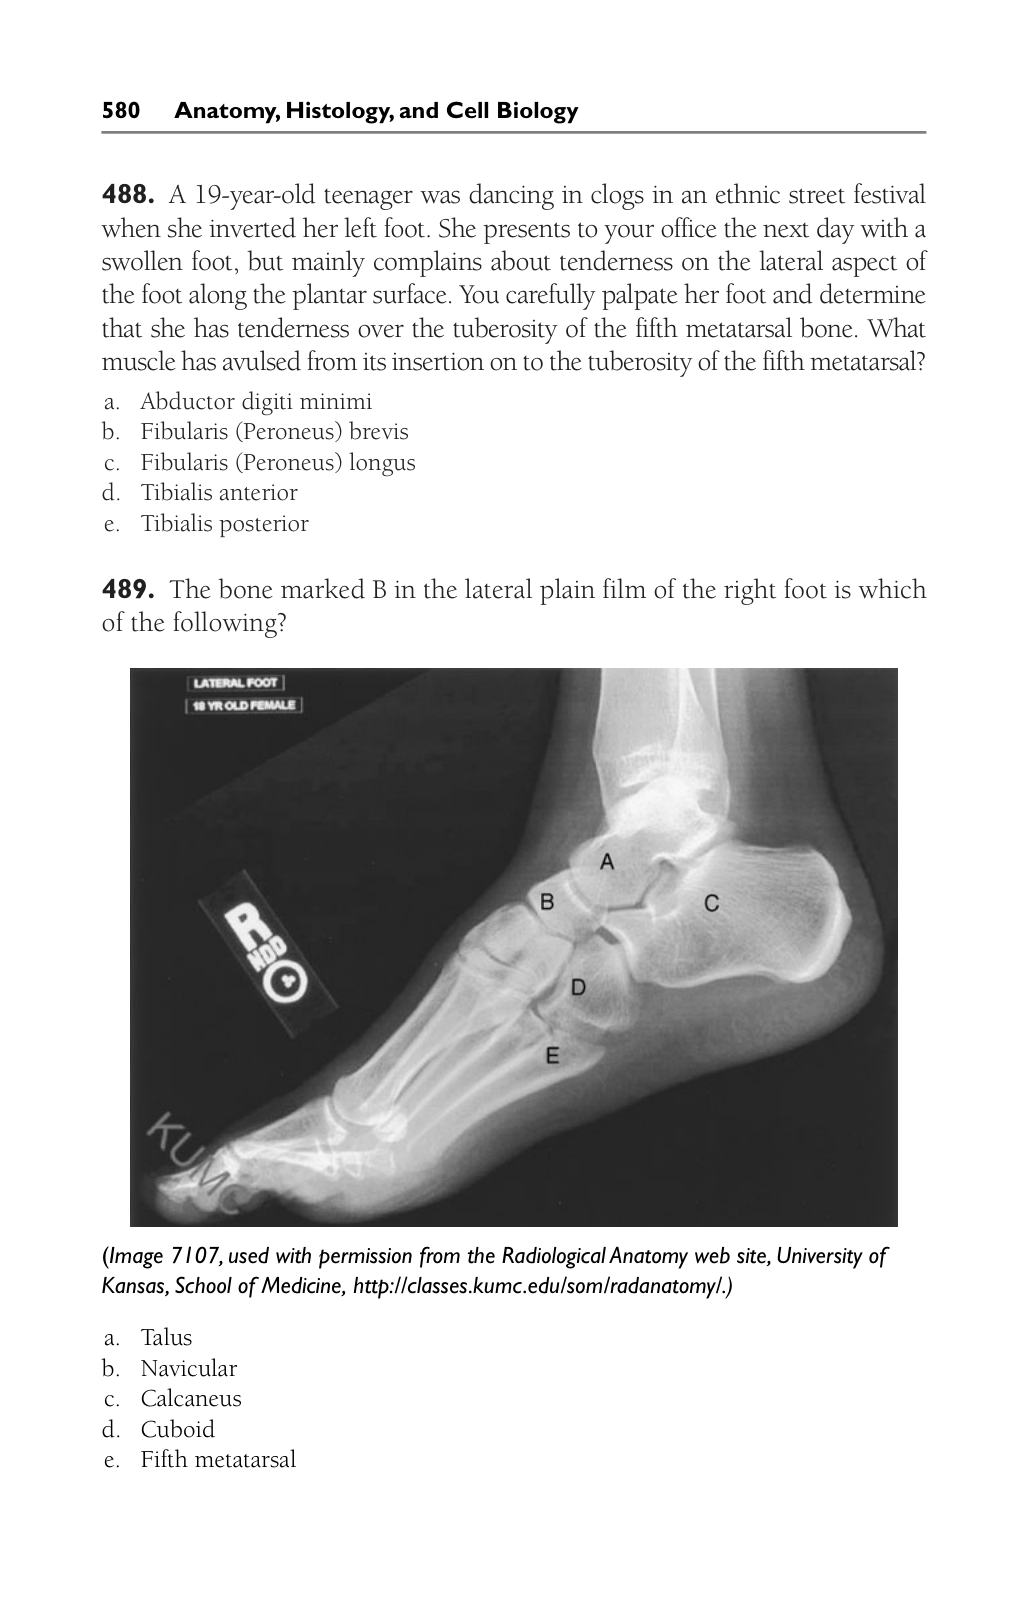 580 Anatomy, Histology, and Cell Biology
488. A 19-year-old teenager was dancing in clogs in an ethnic street festival
when she inverted her left foot. She presents to your office the next day with a
swollen foot, but mainly complains about tenderness on the lateral aspect of
the foot along the plantar surface. You carefully palpate her foot and determine
that she has tenderness over the tuberosity of the fifth metatarsal bone. What
muscle has avulsed from its insertion on to the tuberosity of the fifth metatarsal?
a. Abductor digiti minimi
b. Fibularis (Peroneus) brevis
c. Fibularis (Peroneus) longus
d. Tibialis anterior
e. Tibialis posterior
489. The bone marked B in the lateral plain film of the right foot is which
of the following?
LATERAL FOOT
18 YR OLD FEMALE
A
B
C
R
NDD
D
E
KUMC
(Image 7107, used with permission from the Radiological Anatomy web site, University of
Kansas, School of Medicine, http://classes.kumc.edu/som/radanatomy/.)
a. Talus
b. Navicular
c. Calcaneus
d. Cuboid
e. Fifth metatarsal